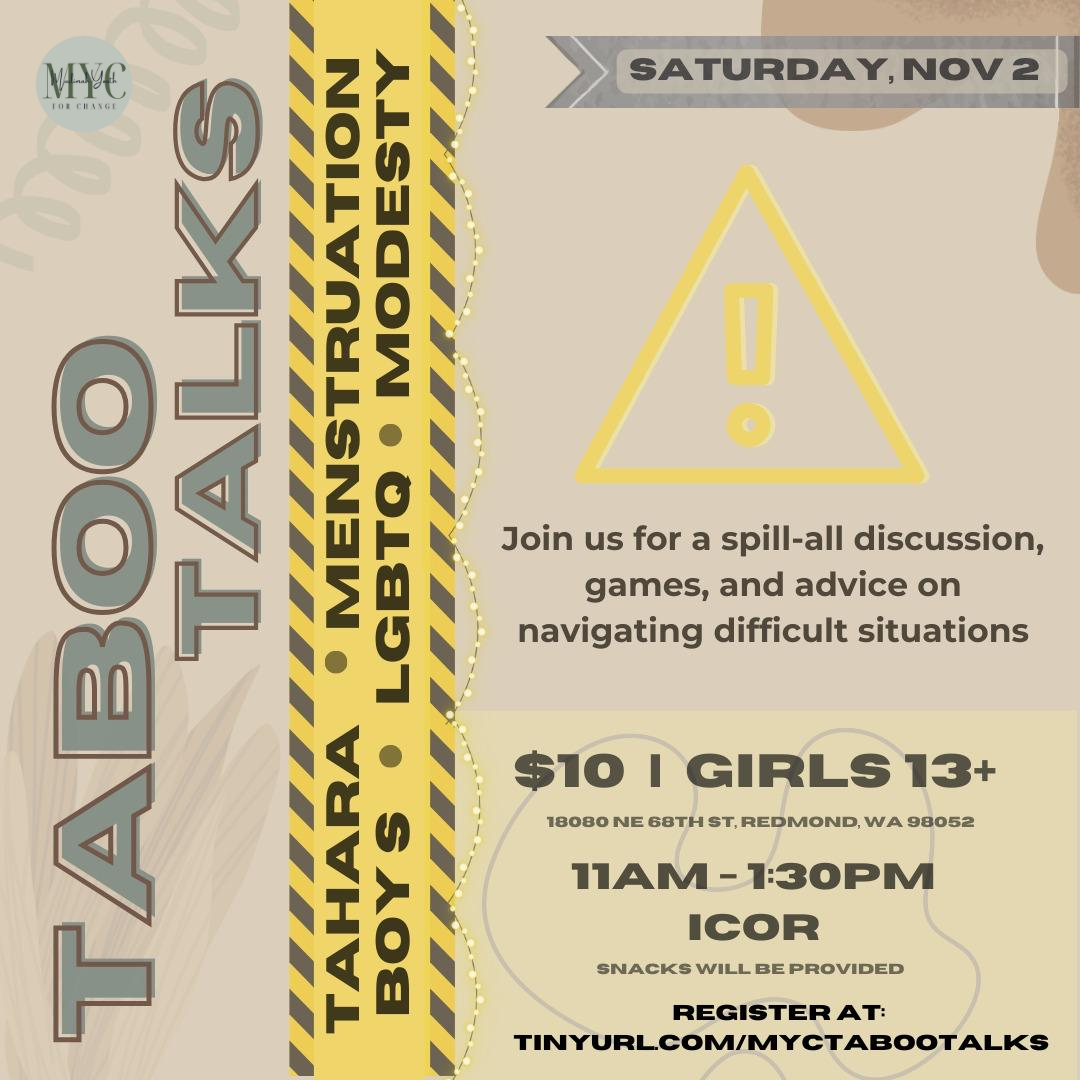 MYC
Muslimah Youth
FOR CHANGE
TABOO
TALKS
TAHARA • MENSTRUATION
BOYS • LGBTQ • MODESTY
SATURDAY, NOV 2
!
Join us for a spill-all discussion,
games, and advice on
navigating difficult situations
$10 | GIRLS 13+
18080 NE 68TH ST, REDMOND, WA 98052
11AM - 1:30PM
ICOR
SNACKS WILL BE PROVIDED
REGISTER AT:
TINYURL.COM/MYCTABOOTALKS